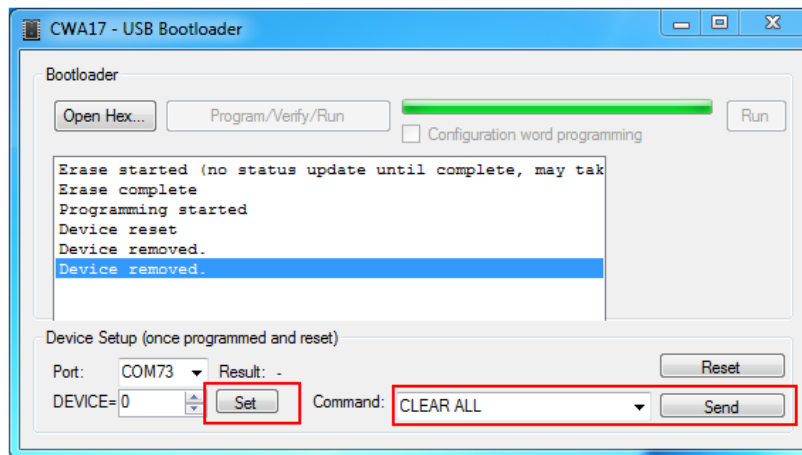 CWA17 - USB Bootloader
Bootloader
Open Hex... Program/Verify/Run Run
Configuration word programming
Erase started (no status update until complete, may tak
Erase complete
Programming started
Device reset
Device removed.
Device removed.
Device Setup (once programmed and reset)
Port: COM73 Result: - Reset
DEVICE= 0 Set Command: CLEAR ALL Send